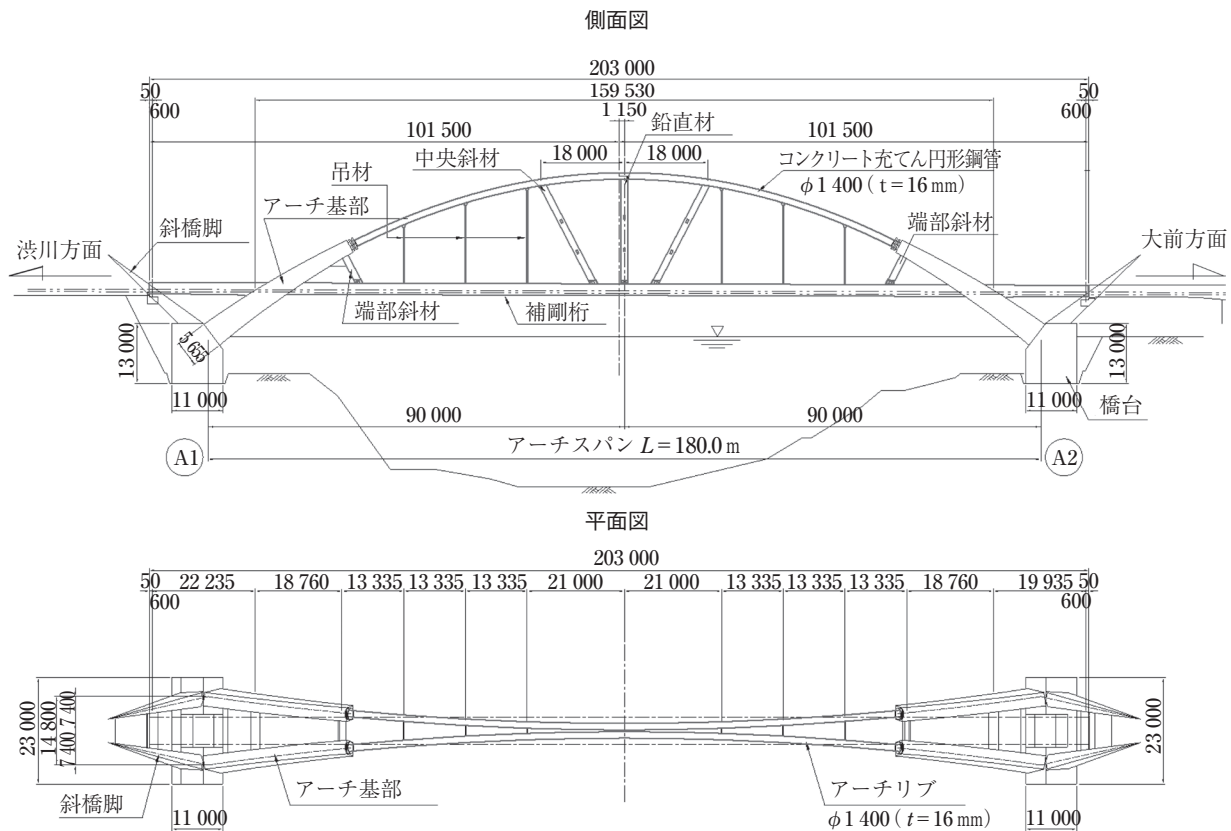 側面図
203 000
50
600
159 530
50
600
1 150
101 500
鉛直材
101 500
中央斜材
18 000
18 000
コンクリート充てん円形鋼管
φ1 400 ( t = 16 mm)
吊材
アーチ基部
斜橋脚
渋川方面
端部斜材
大前方面
端部斜材
補剛桁
13 000
5 655
13 000
11 000
11 000
橋台
90 000
90 000
アーチスパン L = 180.0 m
A1
A2
平面図
203 000
50
22 235
18 760
13 335
13 335
13 335
21 000
21 000
13 335
13 335
13 335
18 760
19 935
50
600
600
23 000
14 800
7 400
7 400
23 000
斜橋脚
アーチ基部
アーチリブ
φ1 400 ( t = 16 mm)
11 000
11 000